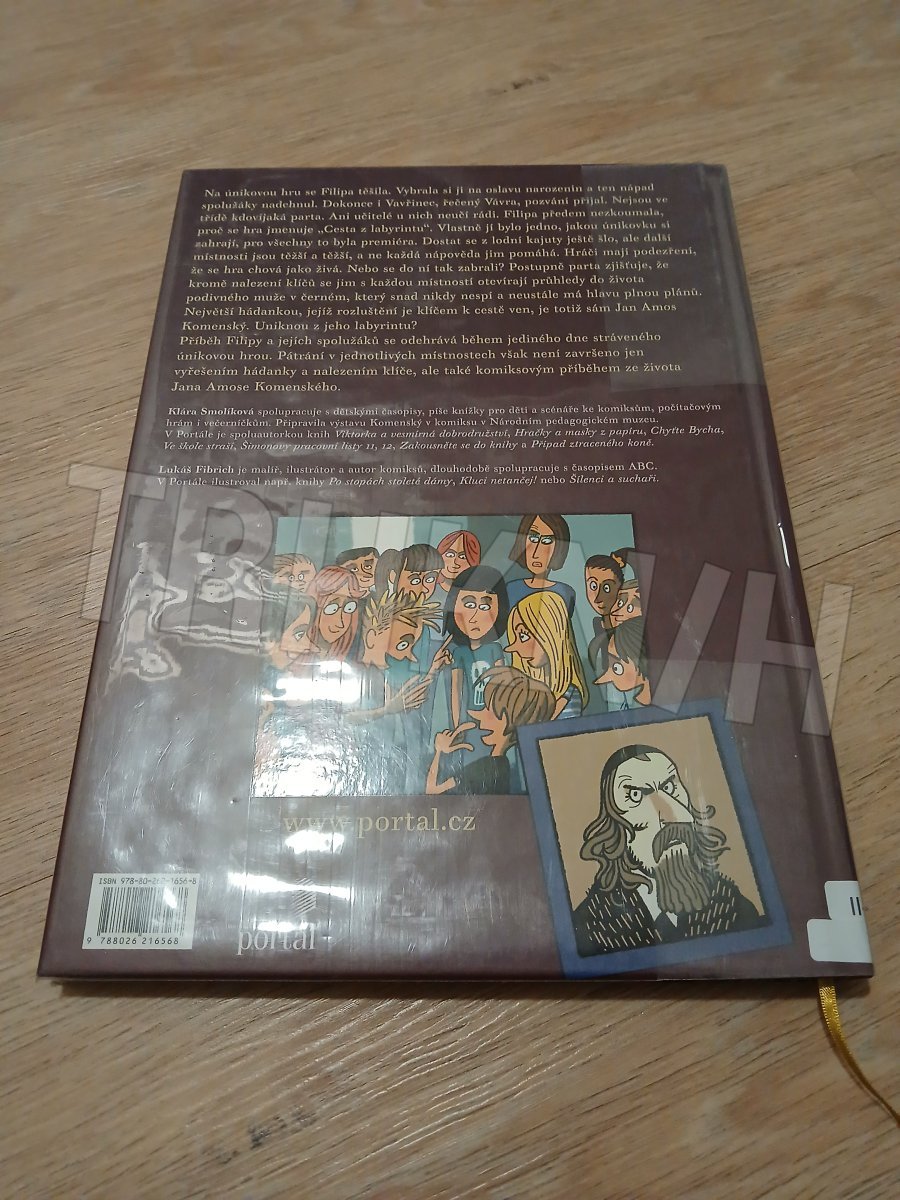 Na únikovou hru se Filipa těšila. Vybrala si ji na oslavu narozenin a ten nápad
spolužáky nadchnul. Dokonce i Vavřinec, řečený Vávra, pozvání přijal. Nejsou ve
třídě kdovíjaká parta. Ani učitelé u nich neučí rádi. Filipa předem nezkoumala,
proč se hra jmenuje „Cesta z labyrintu“. Vlastně jí bylo jedno, jakou únikovku si
zahrají, pro všechny to byla premiéra. Dostat se z lodní kajuty ještě šlo, ale další
místnosti jsou těžší a těžší, a ne každá nápověda jim pomáhá. Hráči mají podezření,
že se hra chová jako živá. Nebo se do ní tak zabrali? Postupně parta zjišťuje, že
kromě nalezení klíčů se jim s každou místností otevírají průhledy do života
podivného muže v černém, který snad nikdy nespí a neustále má hlavu plnou plánů.
Největší hádankou, jejíž rozluštění je klíčem k cestě ven, je totiž sám Jan Amos
Komenský. Uniknou z jeho labyrintu?
Příběh Filipy a jejích spolužáků se odehrává během jediného dne stráveného
únikovou hrou. Pátrání v jednotlivých místnostech však není završeno jen
vyřešením hádanky a nalezením klíče, ale také komiksovým příběhem ze života
Jana Amose Komenského.
Klára Smolíková spolupracuje s dětskými časopisy, píše knížky pro děti a scénáře ke komiksům, počítačovým
hrám i večerníčkům. Připravila výstavu Komenský v komiksu v Národním pedagogickém muzeu.
V Portále je spoluautorkou knih Viktorka a vesmírná dobrodružství, Hračky a masky z papíru, Chyťte Bycha,
Ve škole straší, Šimonovy pracovní listy 11, 12, Zakousněte se do knihy a Případ ztraceného koně.
Lukáš Fibrich je malíř, ilustrátor a autor komiksů, dlouhodobě spolupracuje s časopisem ABC.
V Portále ilustroval např. knihy Po stopách stoleté dámy, Kluci netančej! nebo Šílenci a suchaři.
www.portal.cz
ISBN 978-80-262-1656-8
9 788026 216568
portál